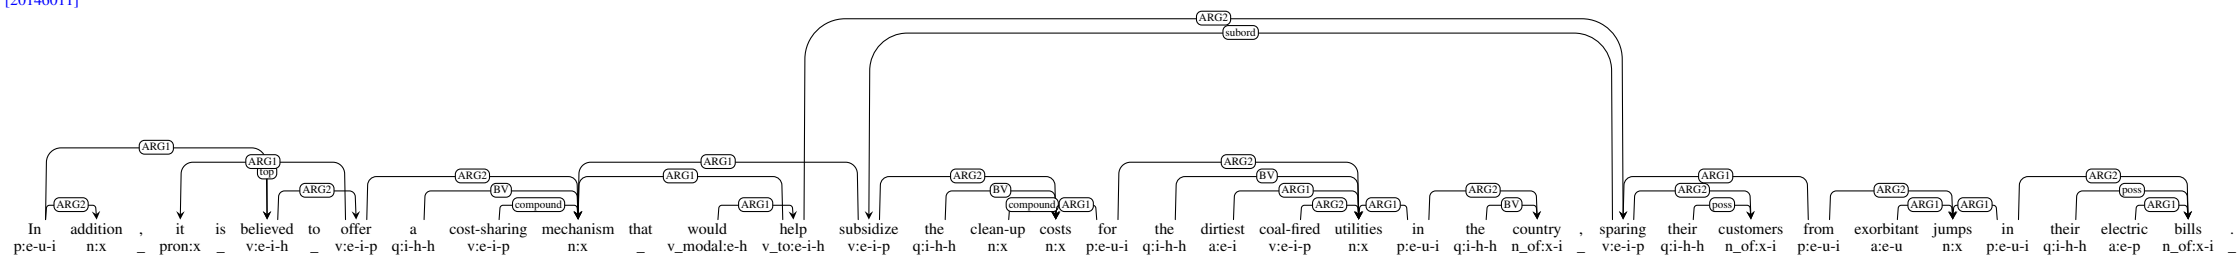 [20146011]
ARG2
subord
ARG1
ARG1 ARG1
top
ARG2 ARG1 ARG2 ARG2 ARG1 ARG2
ARG2 BV BV BV ARG1 ARG2 ARG2 ARG2 poss
ARG2 compound ARG1 compound ARG1 ARG2 ARG1 BV poss ARG1 ARG1 ARG1
In addition , it is believed to offer a cost-sharing mechanism that would help subsidize the clean-up costs for the dirtiest coal-fired utilities in the country , sparing their customers from exorbitant jumps in their electric bills .
p:e-u-i n:x _ pron:x _ v:e-i-h _ v:e-i-p q:i-h-h v:e-i-p n:x _ v_modal:e-h v_to:e-i-h v:e-i-p q:i-h-h n:x n:x p:e-u-i q:i-h-h a:e-i v:e-i-p n:x p:e-u-i q:i-h-h n_of:x-i _ v:e-i-p q:i-h-h n_of:x-i p:e-u-i a:e-u n:x p:e-u-i q:i-h-h a:e-p n_of:x-i _